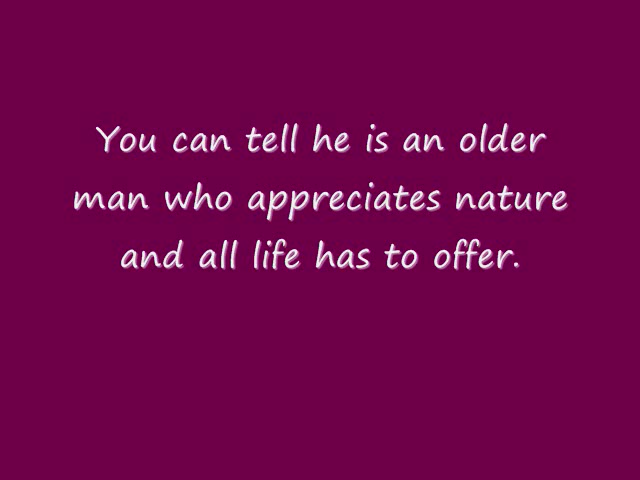 You can tell he is an older
man who appreciates nature
and all life has to offer.